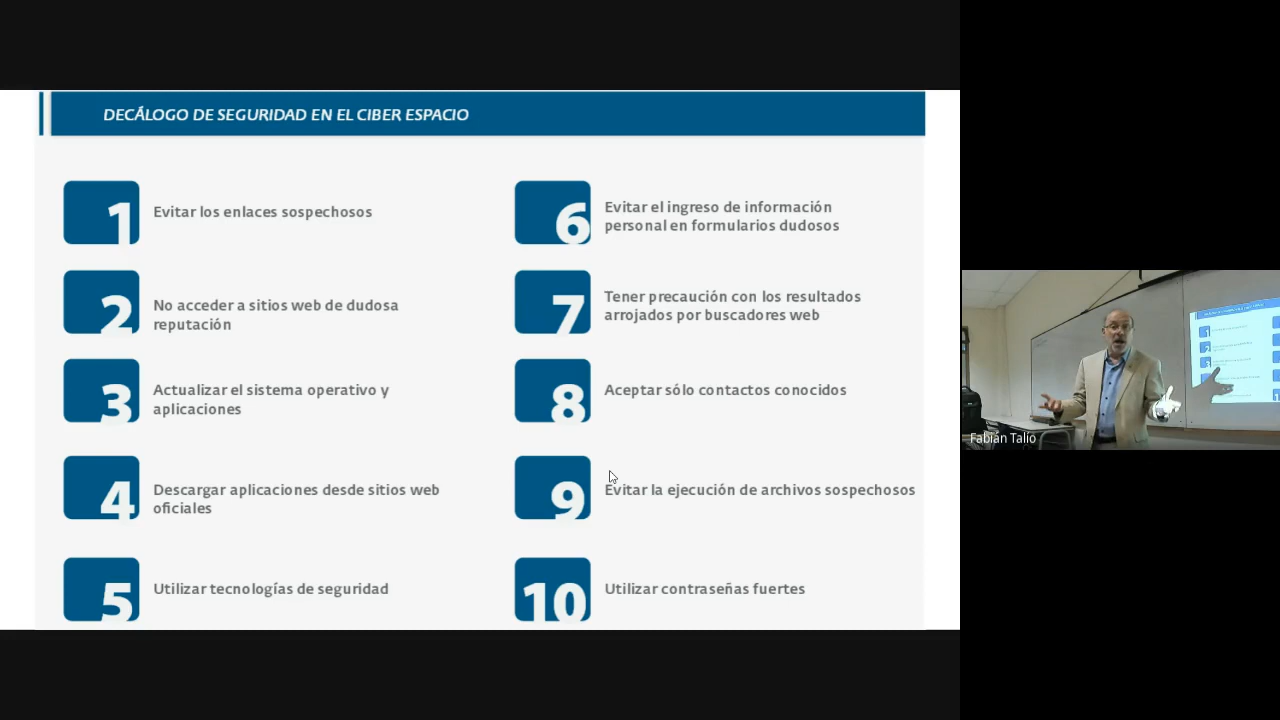 DECÁLOGO DE SEGURIDAD EN EL CIBER ESPACIO
1
Evitar los enlaces sospechosos
2
No acceder a sitios web de dudosa
reputación
3
Actualizar el sistema operativo y
aplicaciones
4
Descargar aplicaciones desde sitios web
oficiales
5
Utilizar tecnologías de seguridad
6
Evitar el ingreso de información
personal en formularios dudosos
7
Tener precaución con los resultados
arrojados por buscadores web
8
Aceptar sólo contactos conocidos
9
Evitar la ejecución de archivos sospechosos
10
Utilizar contraseñas fuertes
Fabián Talio